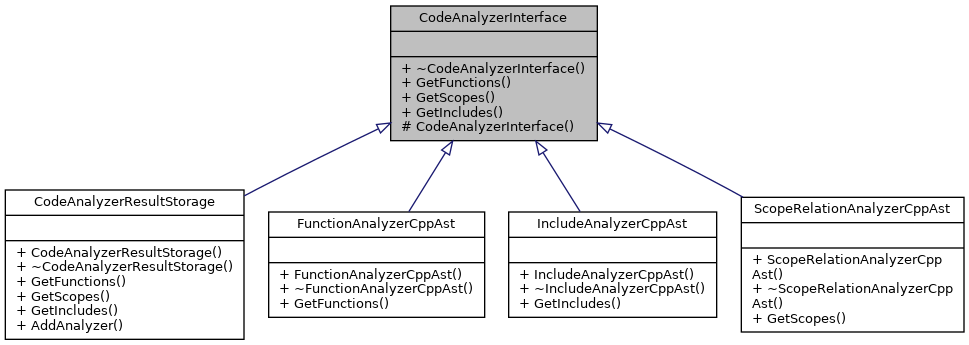 CodeAnalyzerInterface
+ ~CodeAnalyzerInterface()
+ GetFunctions()
+ GetScopes()
+ GetIncludes()
# CodeAnalyzerInterface()
CodeAnalyzerResultStorage
+ CodeAnalyzerResultStorage()
+ ~CodeAnalyzerResultStorage()
+ GetFunctions()
+ GetScopes()
+ GetIncludes()
+ AddAnalyzer()
FunctionAnalyzerCppAst
+ FunctionAnalyzerCppAst()
+ ~FunctionAnalyzerCppAst()
+ GetFunctions()
IncludeAnalyzerCppAst
+ IncludeAnalyzerCppAst()
+ ~IncludeAnalyzerCppAst()
+ GetIncludes()
ScopeRelationAnalyzerCppAst
+ ScopeRelationAnalyzerCpp
Ast()
+ ~ScopeRelationAnalyzerCpp
Ast()
+ GetScopes()